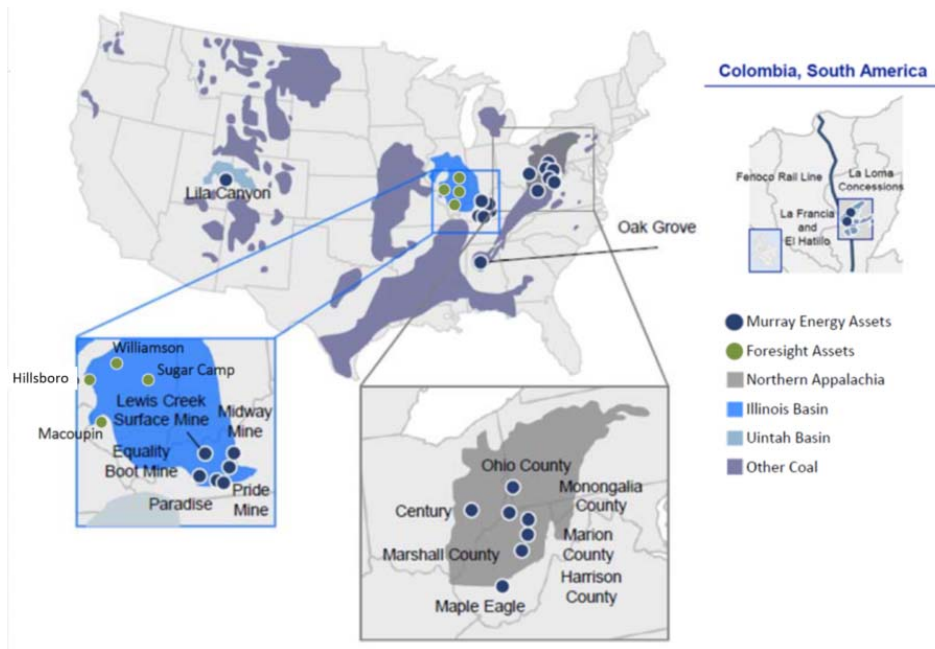 Colombia, South America
Fenoco Rail Line
La Loma
Concessions
La Francia
and
El Hatillo
Lila Canyon
Oak Grove
Murray Energy Assets
Foresight Assets
Northern Appalachia
Illinois Basin
Uintah Basin
Other Coal
Williamson
Hillsboro
Sugar Camp
Lewis Creek
Surface Mine
Midway
Mine
Macoupin
Equality
Boot Mine
Pride
Mine
Paradise
Ohio County
Monongalia
County
Century
Marion
County
Marshall County
Harrison
County
Maple Eagle